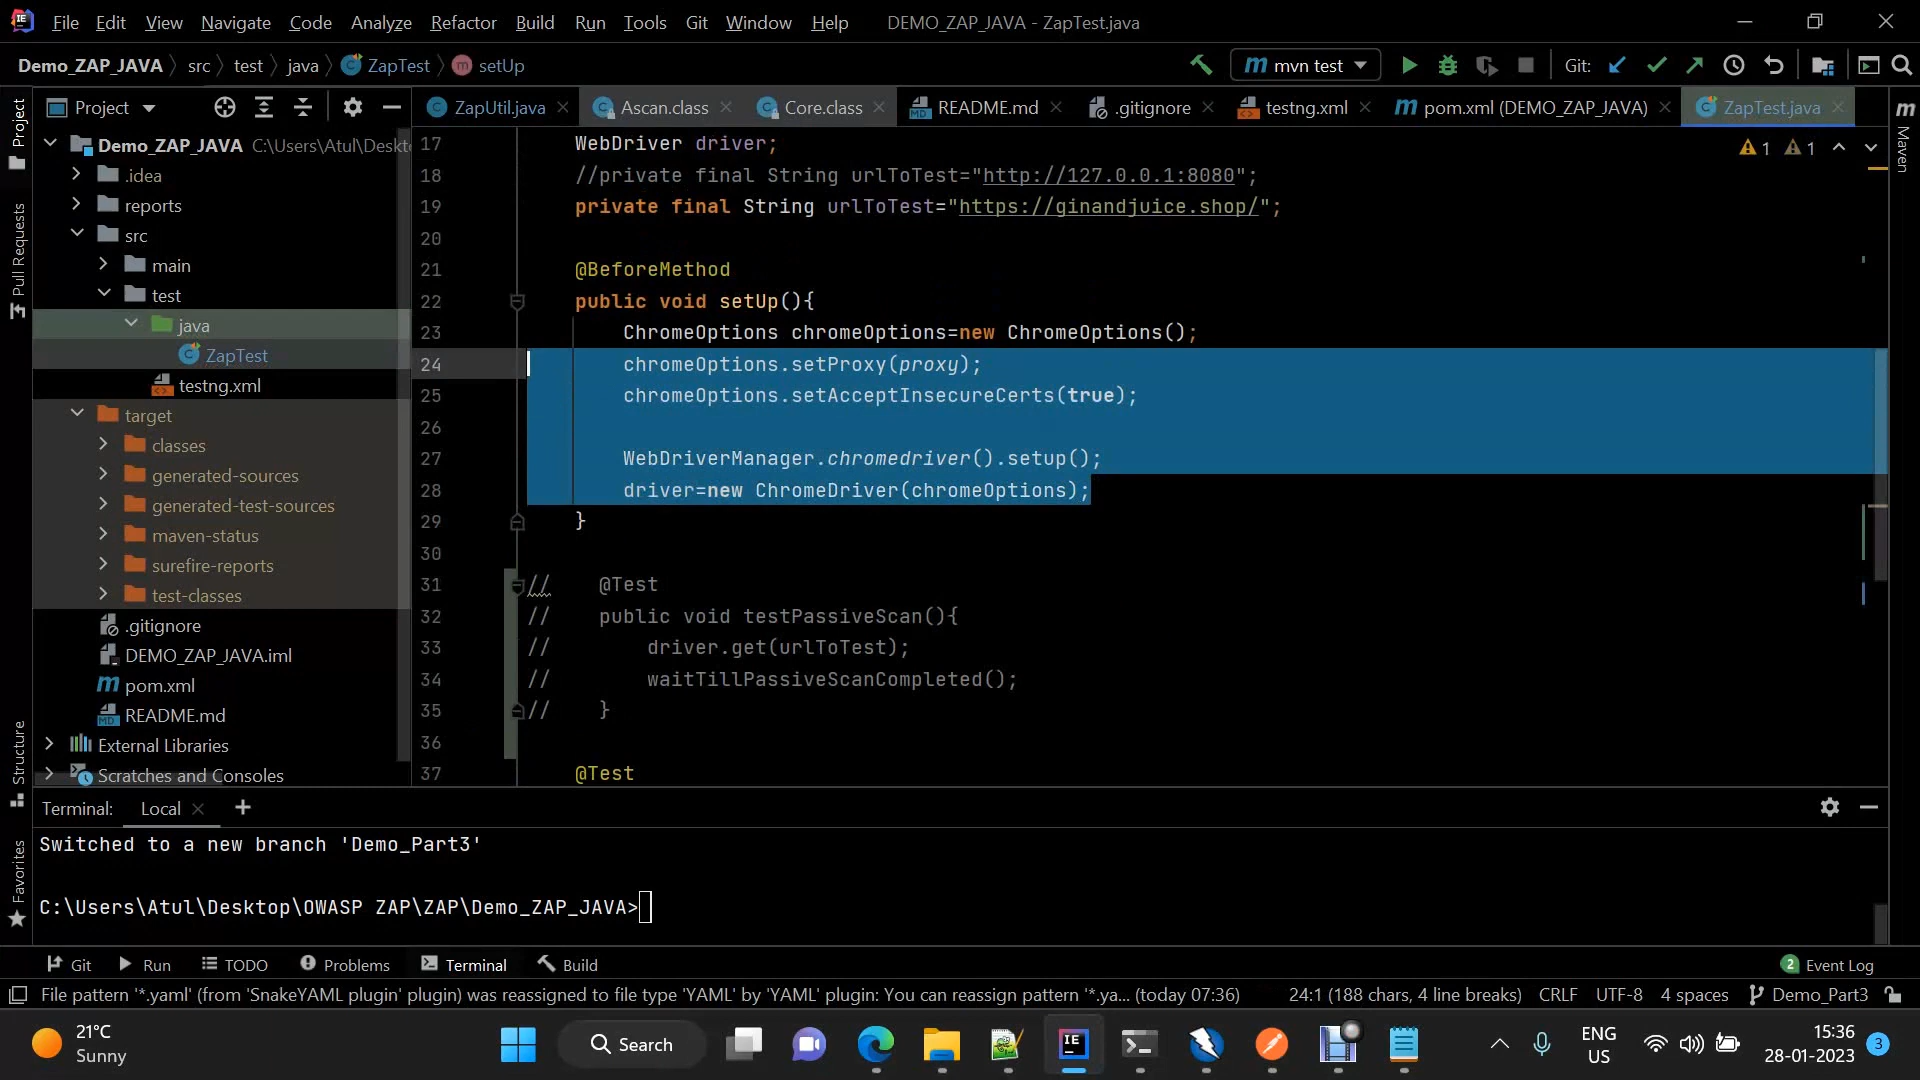 File Edit View Navigate Code Analyze Refactor Build Run Tools Git Window Help DEMO_ZAP_JAVA - ZapTest.java
Demo_ZAP_JAVA src test java ZapTest setUp mvn test Git:
Project ZapUtil.java Ascan.class Core.class README.md .gitignore testng.xml pom.xml (DEMO_ZAP_JAVA) ZapTest.java
Project
Pull Requests
Structure
Favorites
Maven
Demo_ZAP_JAVA C:\Users\Atul\Deskt
.idea
reports
src
main
test
java
ZapTest
testng.xml
target
classes
generated-sources
generated-test-sources
maven-status
surefire-reports
test-classes
.gitignore
DEMO_ZAP_JAVA.iml
pom.xml
README.md
External Libraries
Scratches and Consoles
1 1
17 WebDriver driver;
18 //private final String urlToTest="http://127.0.0.1:8080";
19 private final String urlToTest="https://ginandjuice.shop/";
20
21 @BeforeMethod
22 public void setUp(){
23 ChromeOptions chromeOptions=new ChromeOptions();
24 chromeOptions.setProxy(proxy);
25 chromeOptions.setAcceptInsecureCerts(true);
26
27 WebDriverManager.chromedriver().setup();
28 driver=new ChromeDriver(chromeOptions);
29 }
30
31 // @Test
32 // public void testPassiveScan(){
33 // driver.get(urlToTest);
34 // waitTillPassiveScanCompleted();
35 // }
36
37 @Test
Terminal: Local
Switched to a new branch 'Demo_Part3'
C:\Users\Atul\Desktop\OWASP ZAP\ZAP\Demo_ZAP_JAVA>
Git Run TODO Problems Terminal Build 2 Event Log
File pattern '*.yaml' (from 'SnakeYAML plugin' plugin) was reassigned to file type 'YAML' by 'YAML' plugin: You can reassign pattern '*.ya... (today 07:36) 24:1 (188 chars, 4 line breaks) CRLF UTF-8 4 spaces Demo_Part3
21°C
Sunny
Search
ENG
US
15:36
28-01-2023
3